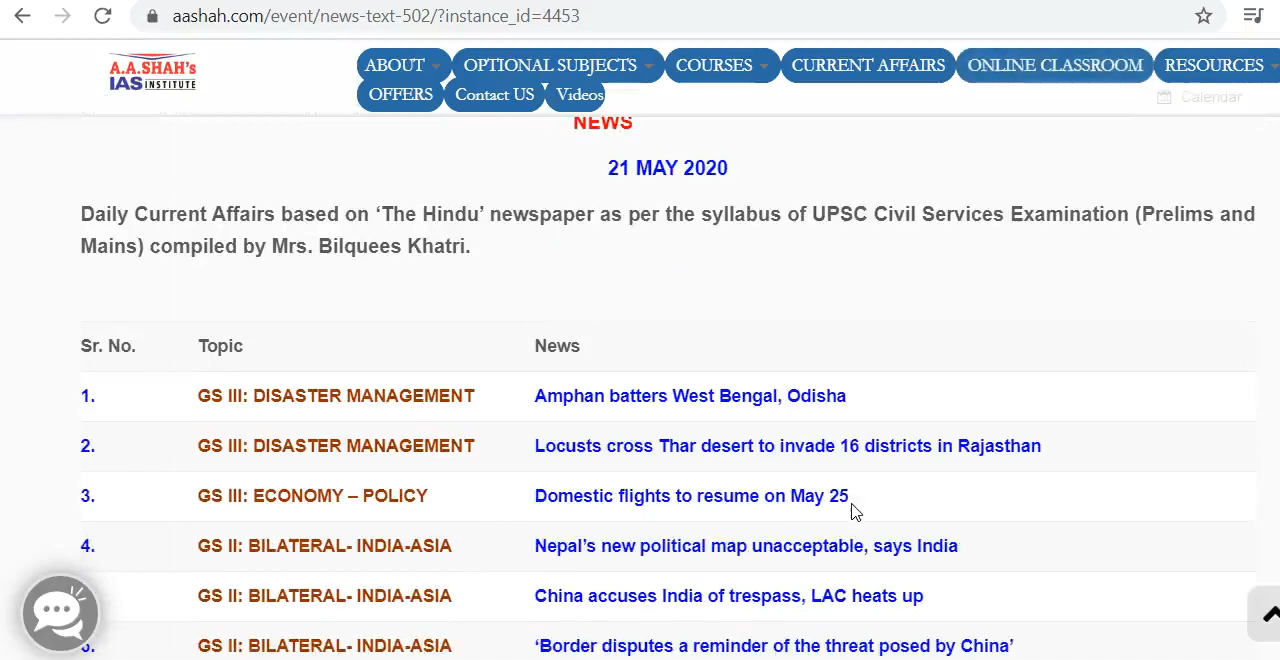 aashah.com/event/news-text-502/?instance_id=4453
A.A.SHAH's
IAS INSTITUTE
ABOUT OPTIONAL SUBJECTS COURSES CURRENT AFFAIRS ONLINE CLASSROOM RESOURCES
OFFERS Contact US Videos
Calendar
NEWS
21 MAY 2020
Daily Current Affairs based on ‘The Hindu’ newspaper as per the syllabus of UPSC Civil Services Examination (Prelims and
Mains) compiled by Mrs. Bilquees Khatri.
Sr. No. Topic News
1. GS III: DISASTER MANAGEMENT Amphan batters West Bengal, Odisha
2. GS III: DISASTER MANAGEMENT Locusts cross Thar desert to invade 16 districts in Rajasthan
3. GS III: ECONOMY – POLICY Domestic flights to resume on May 25
4. GS II: BILATERAL- INDIA-ASIA Nepal’s new political map unacceptable, says India
GS II: BILATERAL- INDIA-ASIA China accuses India of trespass, LAC heats up
6. GS II: BILATERAL- INDIA-ASIA ‘Border disputes a reminder of the threat posed by China’